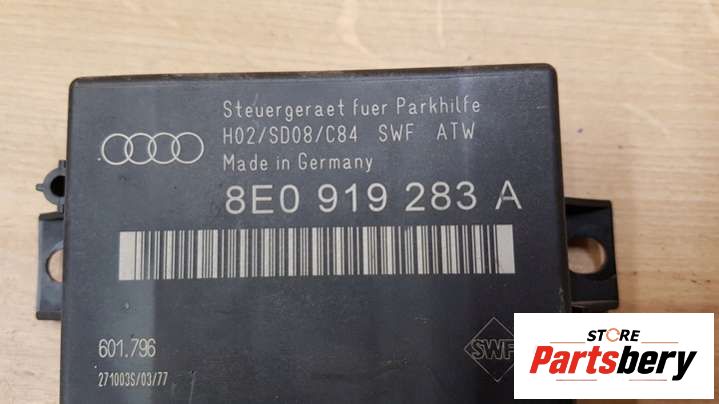 Steuergeraet fuer Parkhilfe
H02/SD08/C84 SWF ATW
Made in Germany
8E0 919 283 A
601.796
271003S/03/77
SWF
STORE
Partsbery